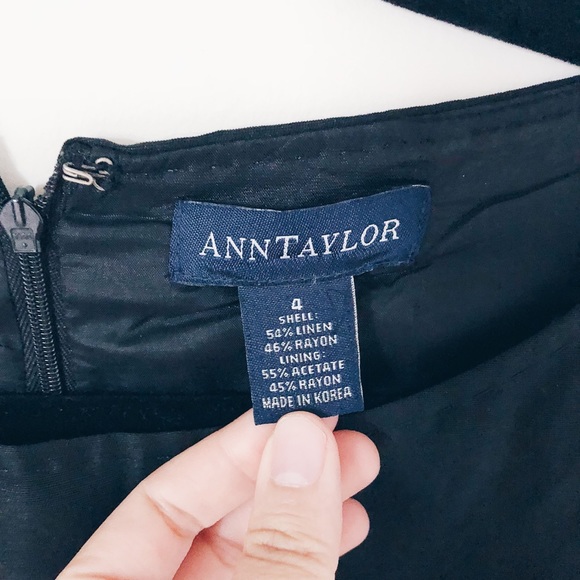 ANNTAYLOR
4
SHELL:
54% LINEN
46% RAYON
LINING:
55% ACETATE
45% RAYON
MADE IN KOREA